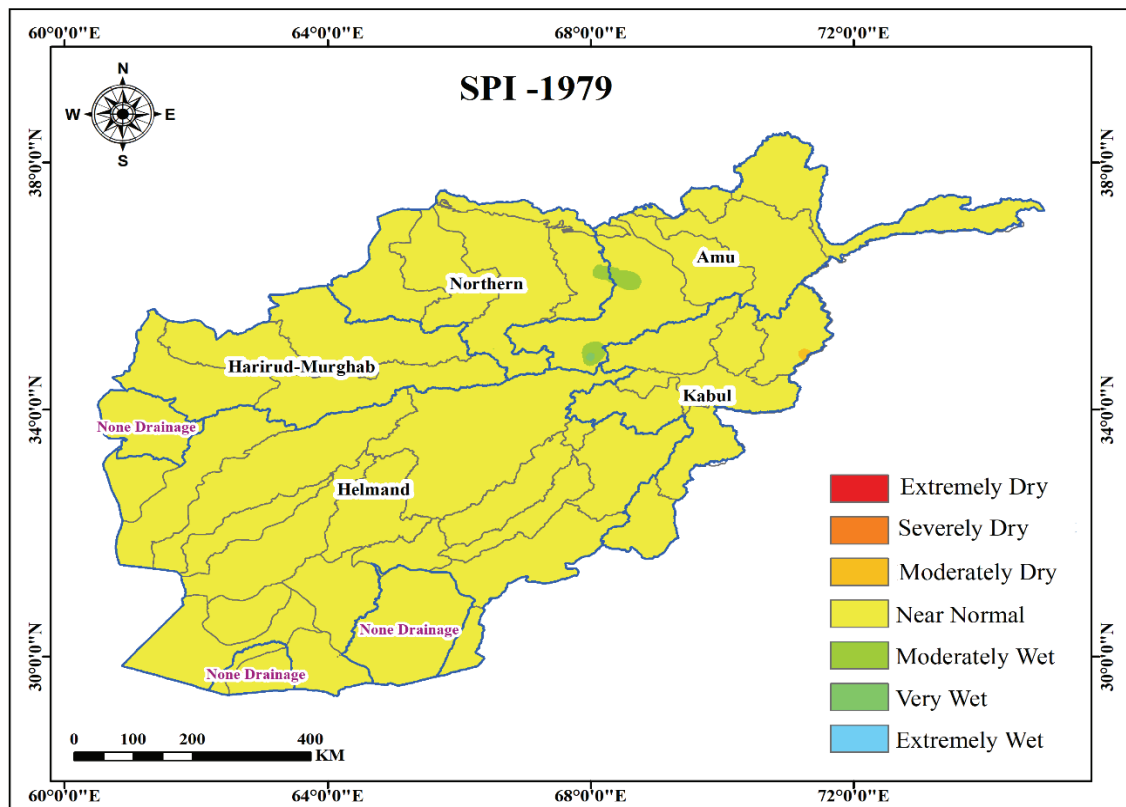 60°0'0"E
64°0'0"E
68°0'0"E
72°0'0"E
N
W E
S
SPI -1979
38°0'0"N
38°0'0"N
Amu
Northern
Harirud-Murghab
Kabul
34°0'0"N
34°0'0"N
None Drainage
Helmand
Extremely Dry
Severely Dry
Moderately Dry
Near Normal
None Drainage
Moderately Wet
30°0'0"N
30°0'0"N
None Drainage
Very Wet
Extremely Wet
0 100 200 400
KM
60°0'0"E
64°0'0"E
68°0'0"E
72°0'0"E